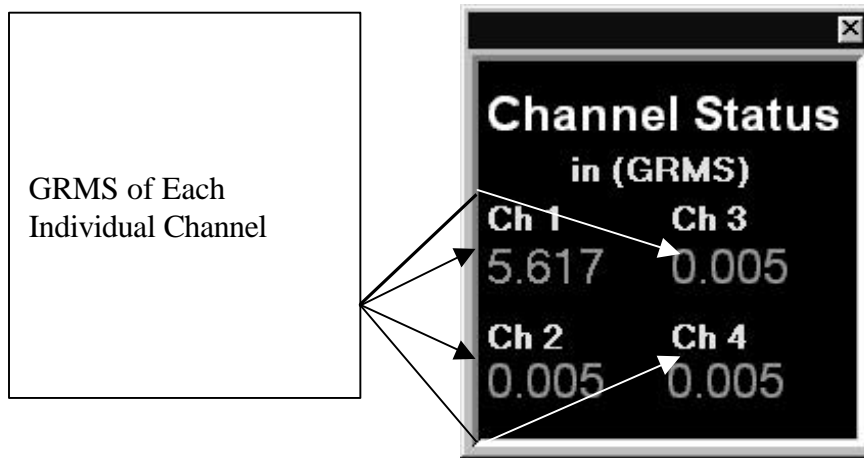 GRMS of Each
Individual Channel
Channel Status
in (GRMS)
Ch 1 Ch 3
5.617 0.005
Ch 2 Ch 4
0.005 0.005